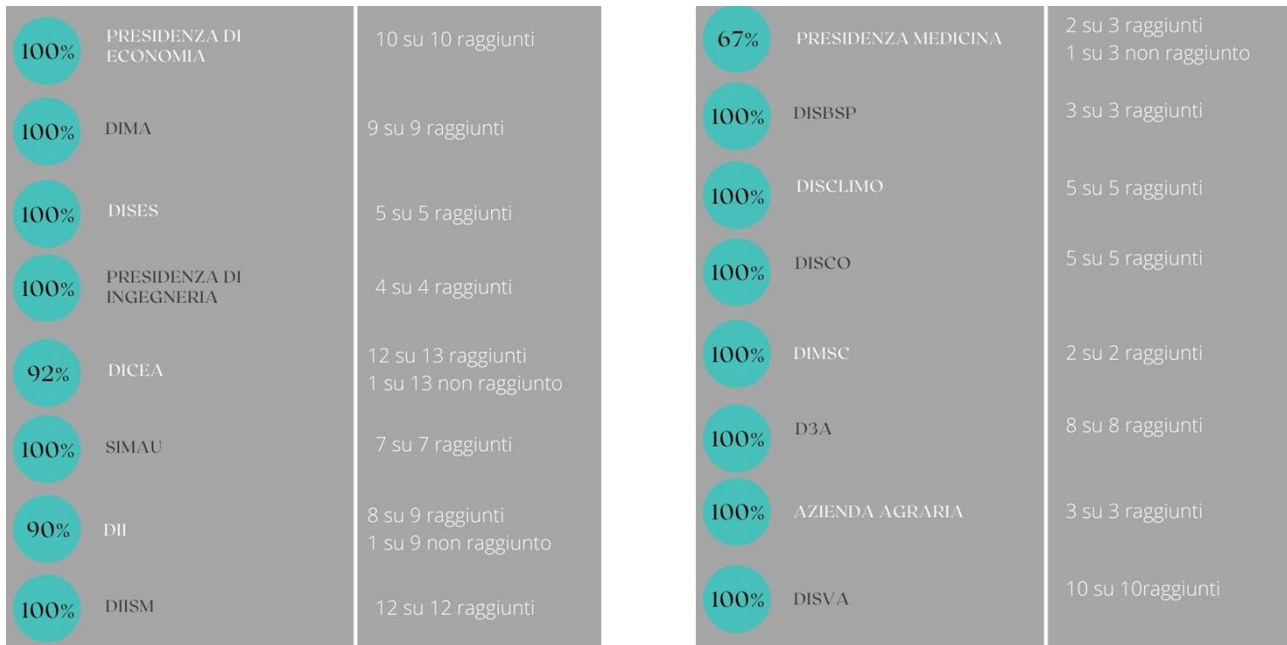 100% PRESIDENZA DI
ECONOMIA 10 su 10 raggiunti
100% DIMA 9 su 9 raggiunti
100% DISES 5 su 5 raggiunti
100% PRESIDENZA DI
INGEGNERIA 4 su 4 raggiunti
92% DICEA 12 su 13 raggiunti
1 su 13 non raggiunto
100% SIMAU 7 su 7 raggiunti
90% DII 8 su 9 raggiunti
1 su 9 non raggiunto
100% DIISM 12 su 12 raggiunti
67% PRESIDENZA MEDICINA 2 su 3 raggiunti
1 su 3 non raggiunto
100% DISBSP 3 su 3 raggiunti
100% DISCLIMO 5 su 5 raggiunti
100% DISCO 5 su 5 raggiunti
100% DIMSC 2 su 2 raggiunti
100% D3A 8 su 8 raggiunti
100% AZIENDA AGRARIA 3 su 3 raggiunti
100% DISVA 10 su 10raggiunti